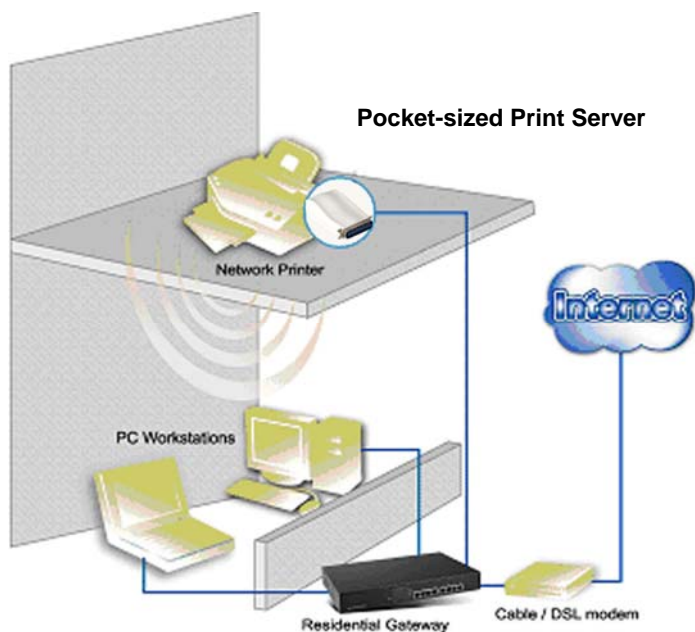 Pocket-sized Print Server
Network Printer
Internet
PC Workstations
Cable / DSL modem
Residential Gateway